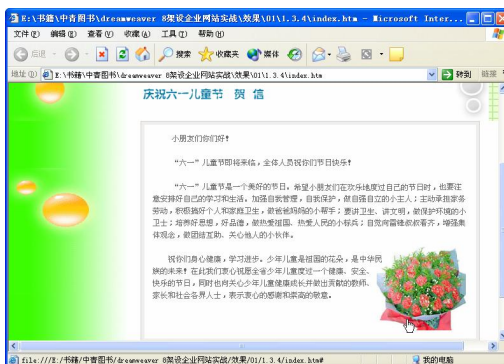 E:\书籍\中青图书\dreamweaver 8架设企业网站实战\效果\01\1.3.4\index.htm - Microsoft Inter...
文件(F) 编辑(E) 查看(V) 收藏(A) 工具(T) 帮助(H)
后退 搜索 收藏夹 媒体
地址(D) E:\书籍\中青图书\dreamweaver 8架设企业网站实战\效果\01\1.3.4\index.htm 转到 链接
庆祝六一儿童节 贺 信
小朋友们你们好!
“六一”儿童节即将来临,全体人员祝你们节日快乐!
“六一”儿童节是一个美好的节日。希望小朋友们在欢乐地度过自己的节日时,也要注
意安排好自己的学习和生活。加强自我管理,自我保护,做自强自立的小主人;主动承担家务
劳动,积极搞好个人和家庭卫生,做爸爸妈妈的小帮手;要讲卫生、讲文明,做保护环境的小
卫士;培养好思想,好品德,做热爱祖国、热爱人民的小标兵;自觉向雷锋叔叔看齐,增强集
体观念,做团结互助、关心他人的小伙伴。
祝你们身心健康,学习进步。少年儿童是祖国的花朵,是中华民
族的未来!在此我们衷心祝愿全省少年儿童度过一个健康、安全、
快乐的节日,同时也向关心少年儿童健康成长并做出贡献的教师、
家长和社会各界人士,表示衷心的感谢和崇高的敬意。
file:///E:/书籍/中青图书/dreamweaver 8架设企业网站实战/效果/01/1.3.4/index.htm# 我的电脑